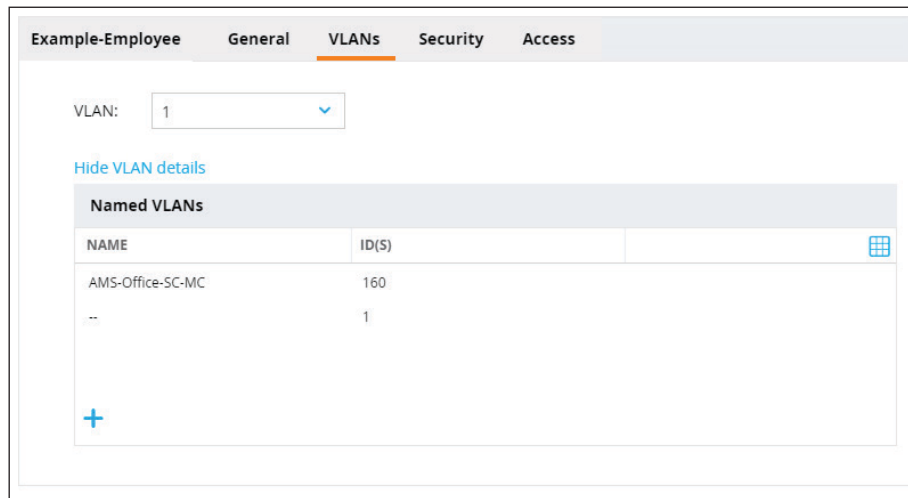 Example-Employee General VLANs Security Access
VLAN: 1
Hide VLAN details
Named VLANs
NAME ID(S)
AMS-Office-SC-MC 160
-- 1